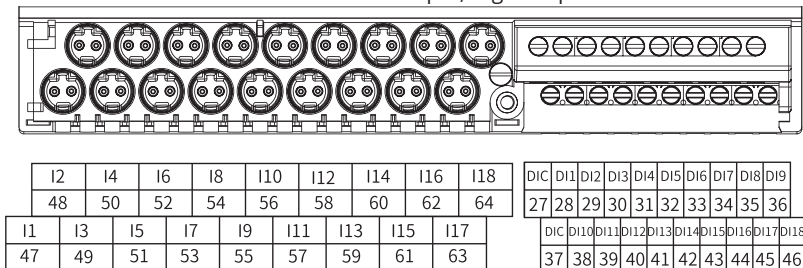 I2 I4 I6 I8 I10 I12 I14 I16 I18
48 50 52 54 56 58 60 62 64
I1 I3 I5 I7 I9 I11 I13 I15 I17
47 49 51 53 55 57 59 61 63
DIC DI1 DI2 DI3 DI4 DI5 DI6 DI7 DI8 DI9
27 28 29 30 31 32 33 34 35 36
DIC DI10 DI11 DI12 DI13 DI14 DI15 DI16 DI17 DI18
37 38 39 40 41 42 43 44 45 46